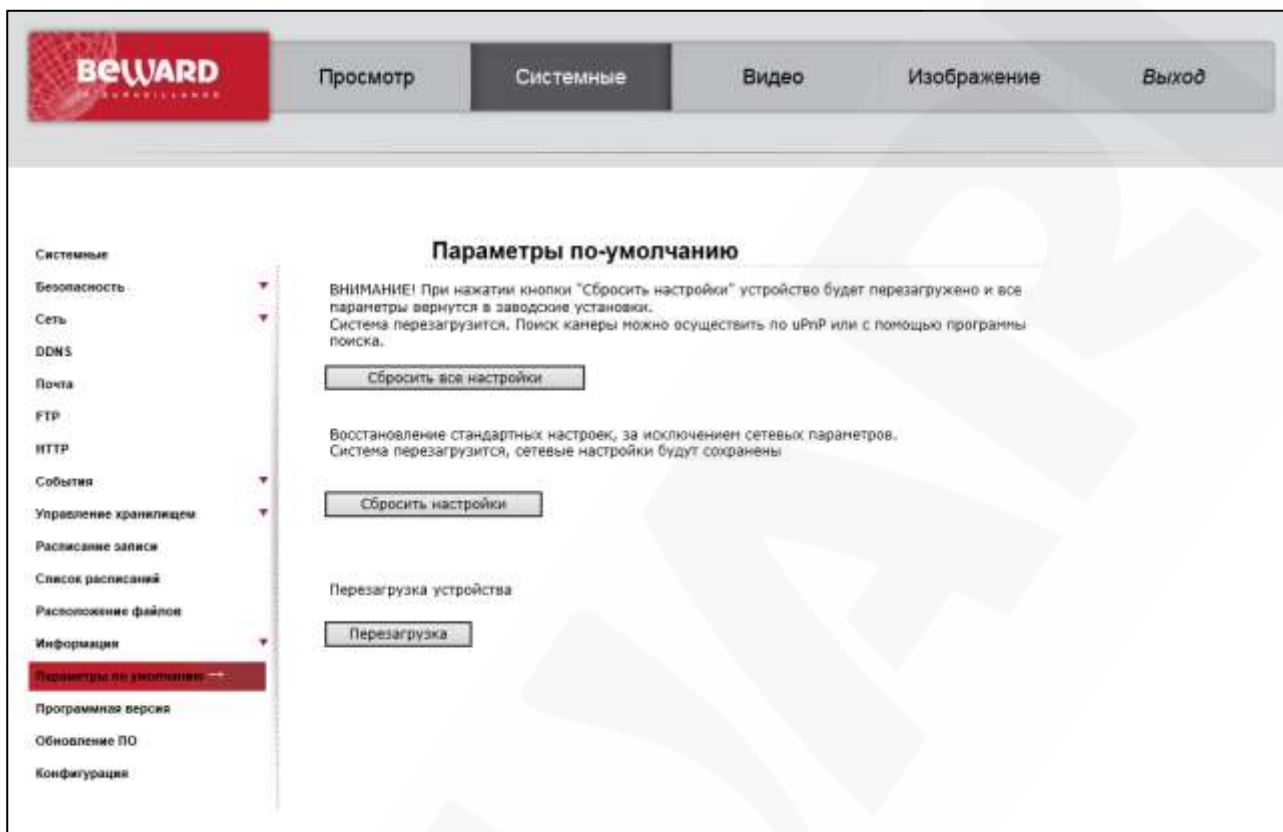 BEWARD
Просмотр
Системные
Видео
Изображение
Выход
Системные
Безопасность
Сеть
DDNS
Почта
FTP
HTTP
События
Управление хранилищем
Расписание записи
Список расписаний
Расположение файлов
Информация
Параметры по умолчанию →
Программная версия
Обновление ПО
Конфигурация
Параметры по-умолчанию
ВНИМАНИЕ! При нажатии кнопки "Сбросить настройки" устройство будет перезагружено и все
параметры вернутся в заводские установки.
Система перезагрузится. Поиск камеры можно осуществить по uPnP или с помощью программы
поиска.
Сбросить все настройки
Восстановление стандартных настроек, за исключением сетевых параметров.
Система перезагрузится, сетевые настройки будут сохранены
Сбросить настройки
Перезагрузка устройства
Перезагрузка